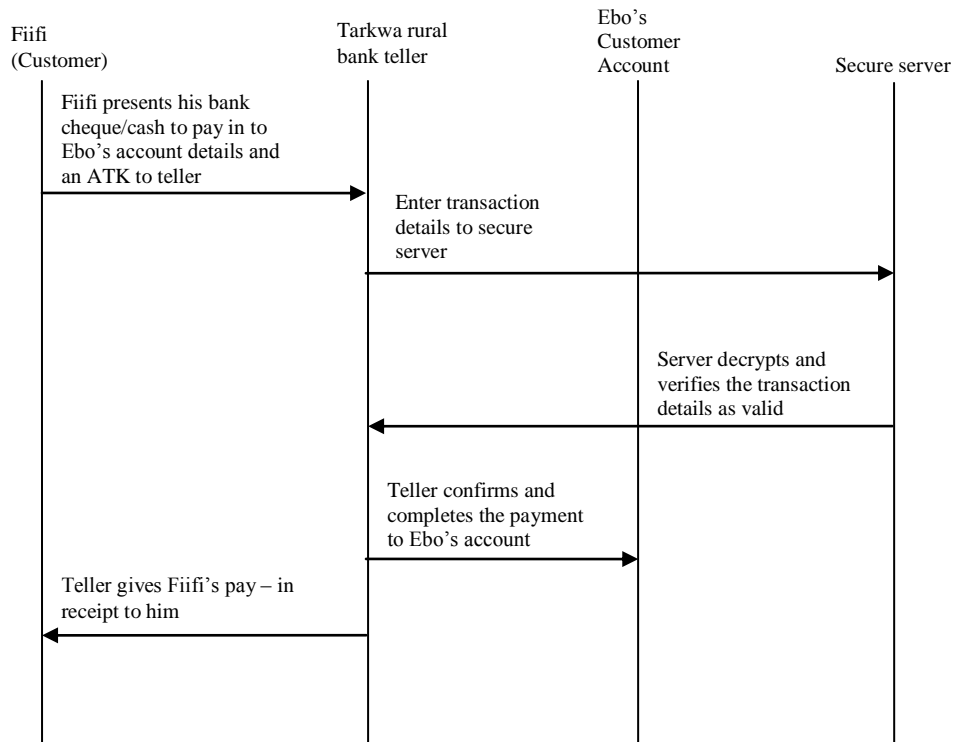 Fiifi
(Customer)
Tarkwa rural
bank teller
Ebo's
Customer
Account
Secure server
Fiifi presents his bank
cheque/cash to pay in to
Ebo's account details and
an ATK to teller
Enter transaction
details to secure
server
Server decrypts and
verifies the transaction
details as valid
Teller confirms and
completes the payment
to Ebo's account
Teller gives Fiifi's pay – in
receipt to him